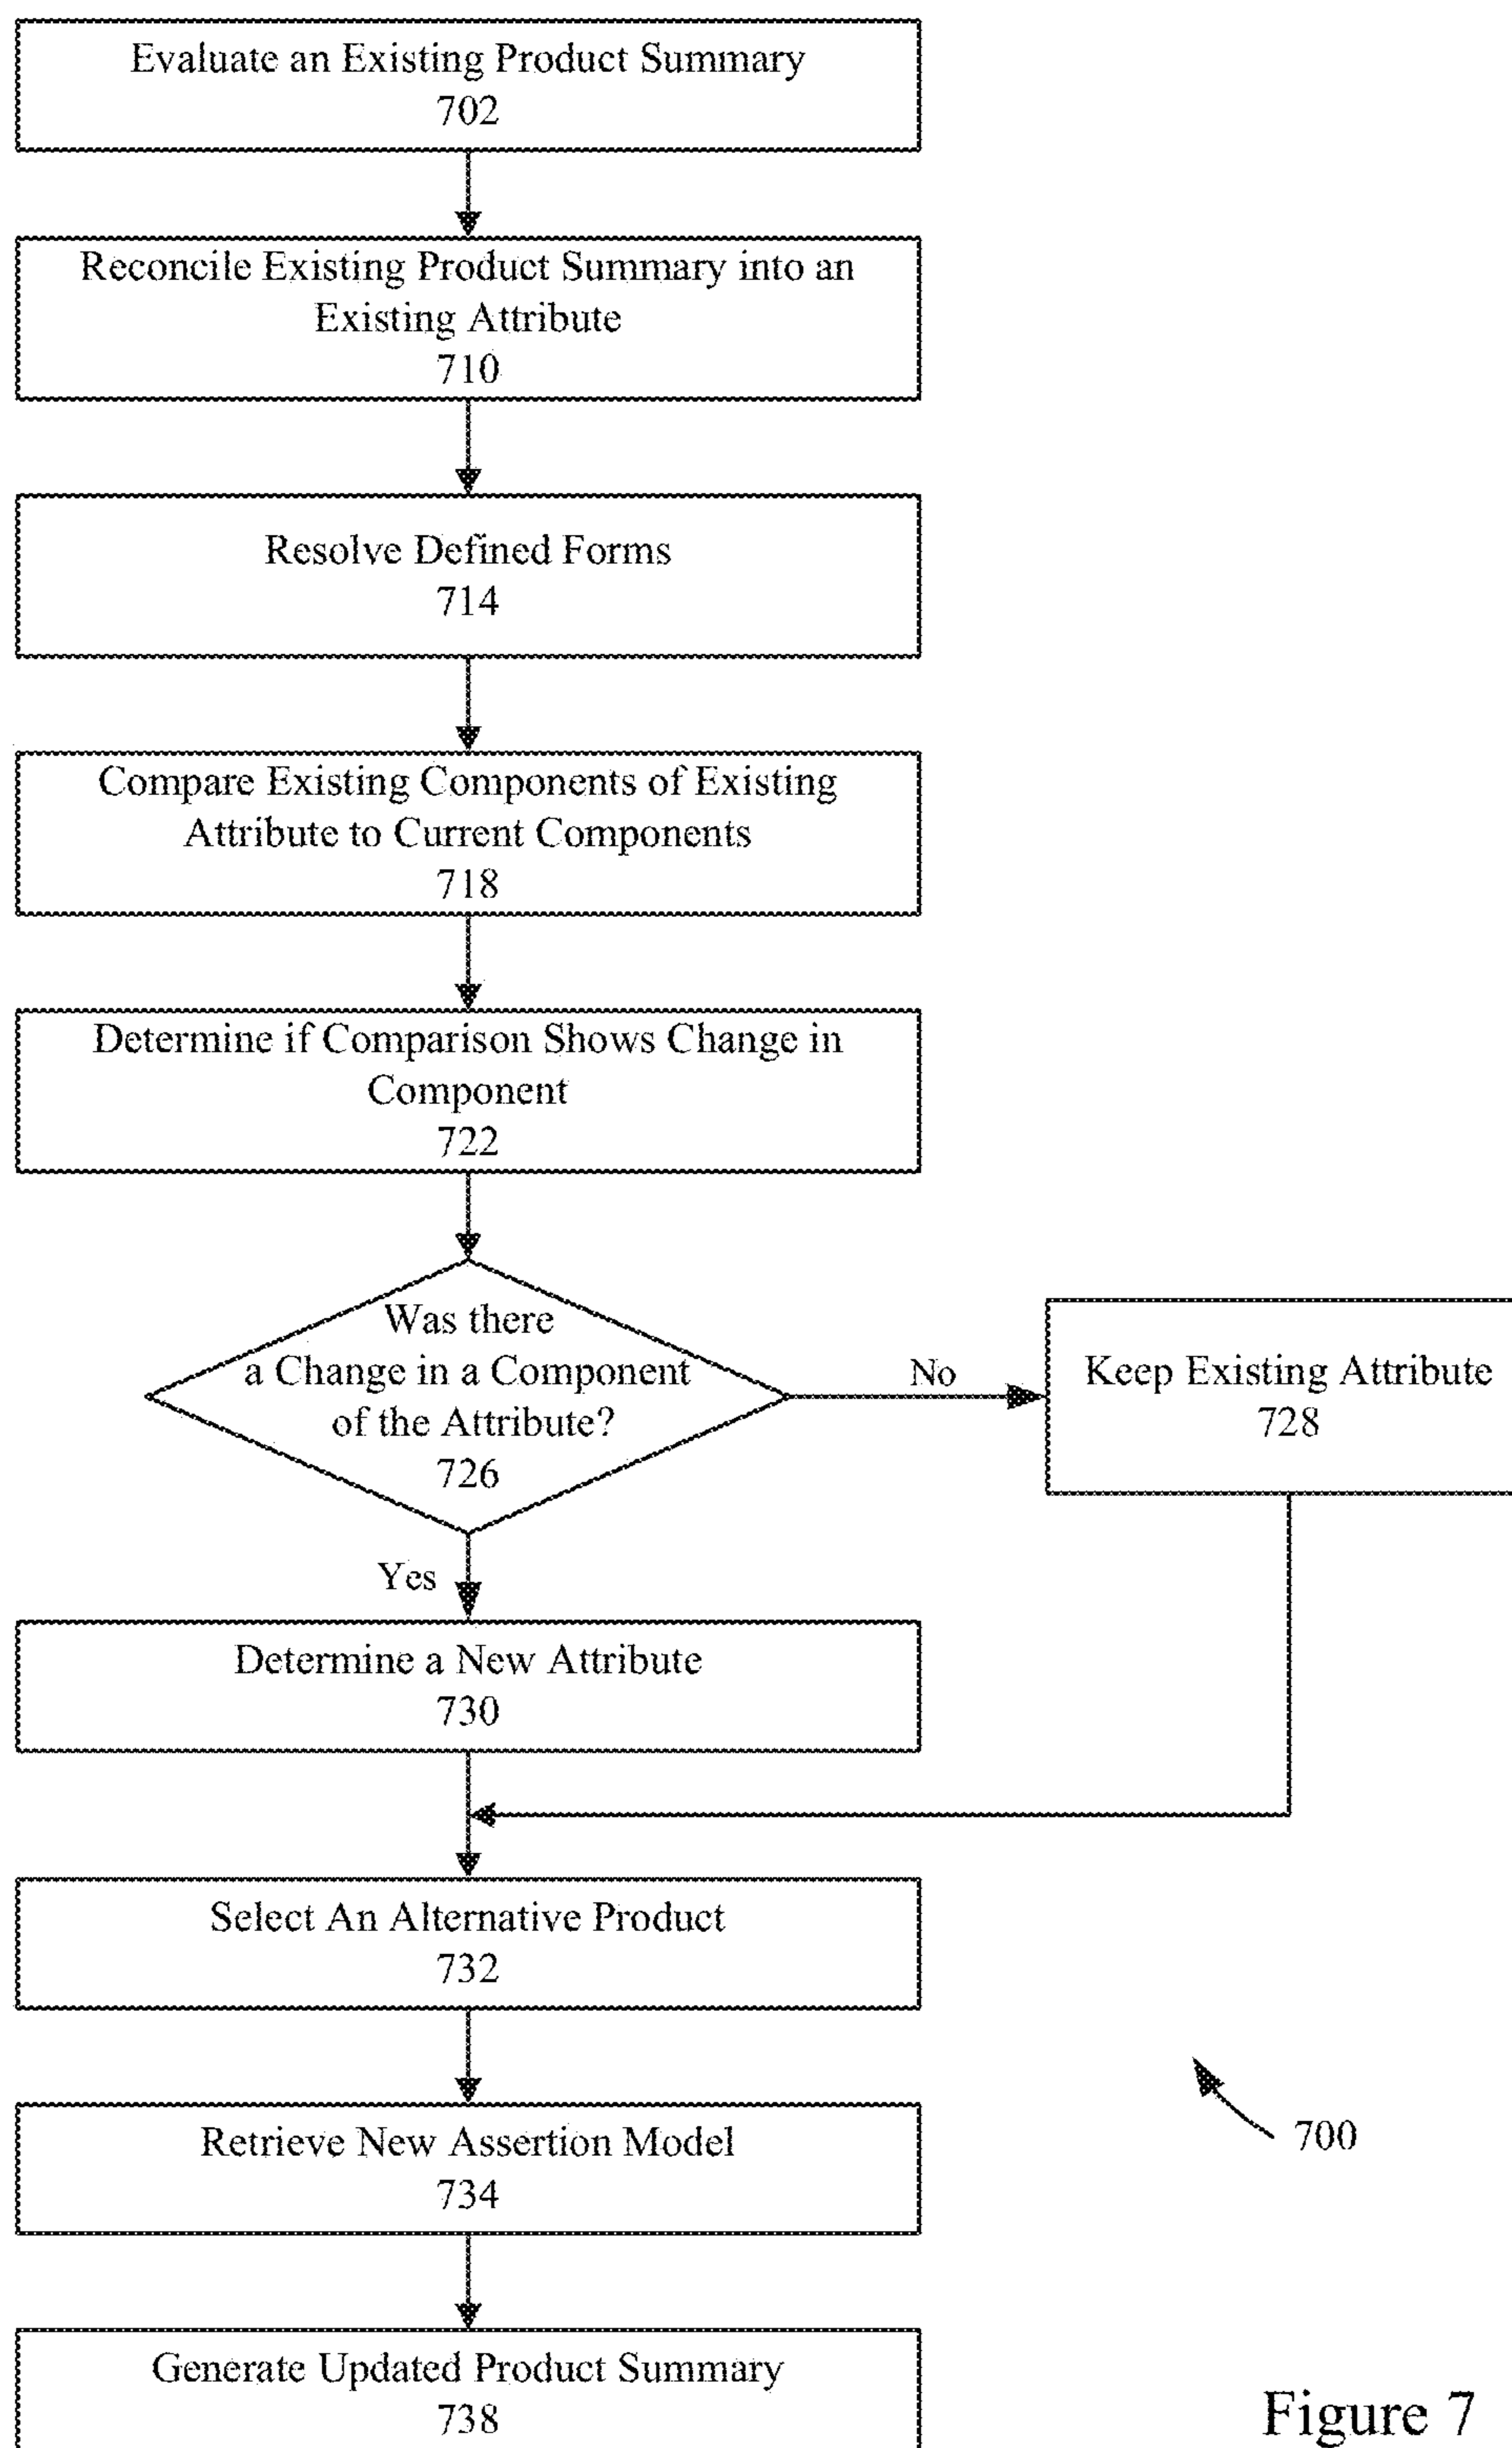 Evaluate an Existing Product Summary
702
Reconcile Existing Product Summary into an
Existing Attribute
710
Resolve Defined Forms
714
Compare Existing Components of Existing
Attribute to Current Components
718
Determine if Comparison Shows Change in
Component
722
Was there
a Change in a Component
of the Attribute?
726
No
Keep Existing Attribute
728
Yes
Determine a New Attribute
730
Select An Alternative Product
732
Retrieve New Assertion Model
734
700
Generate Updated Product Summary
738
Figure 7